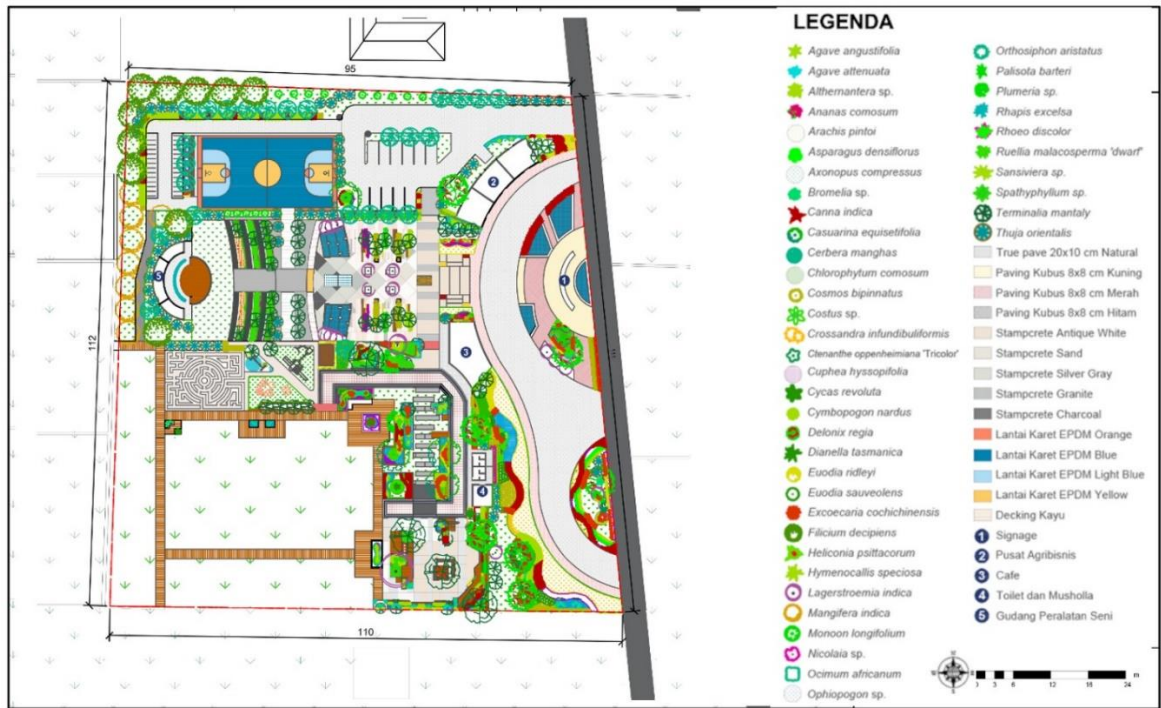 LEGENDA
Agave angustifolia
Agave attenuata
Althernantera sp.
Ananas comosum
Arachis pintoi
Asparagus densiflorus
Axonopus compressus
Bromelia sp.
Canna indica
Casuarina equisetifolia
Cerbera manghas
Chlorophytum comosum
Cosmos bipinnatus
Costus sp.
Crossandra infundibuliformis
Ctenanthe oppenheimiana 'Tricolor'
Cuphea hyssopifolia
Cycas revoluta
Cymbopogon nardus
Delonix regia
Dianella tasmanica
Euodia ridleyi
Euodia sauveolens
Excoecaria cochichinensis
Filicium decipiens
Heliconia psittacorum
Hymenocallis speciosa
Lagerstroemia indica
Mangifera indica
Monoon longifolium
Nicolaia sp.
Ocimum africanum
Ophiopogon sp.
Orthosiphon aristatus
Palisota barteri
Plumeria sp.
Rhapis excelsa
Rhoeo discolor
Ruellia malacosperma 'dwarf'
Sansiviera sp.
Spathyphyllum sp.
Terminalia mantaly
Thuja orientalis
True pave 20x10 cm Natural
Paving Kubus 8x8 cm Kuning
Paving Kubus 8x8 cm Merah
Paving Kubus 8x8 cm Hitam
Stampcrete Antique White
Stampcrete Sand
Stampcrete Silver Gray
Stampcrete Granite
Stampcrete Charcoal
Lantai Karet EPDM Orange
Lantai Karet EPDM Blue
Lantai Karet EPDM Light Blue
Lantai Karet EPDM Yellow
Decking Kayu
1 Signage
2 Pusat Agribisnis
3 Cafe
4 Toilet dan Musholla
5 Gudang Peralatan Seni
95
112
110
1
2
3
4
5
0 3 6 12 18 24 m